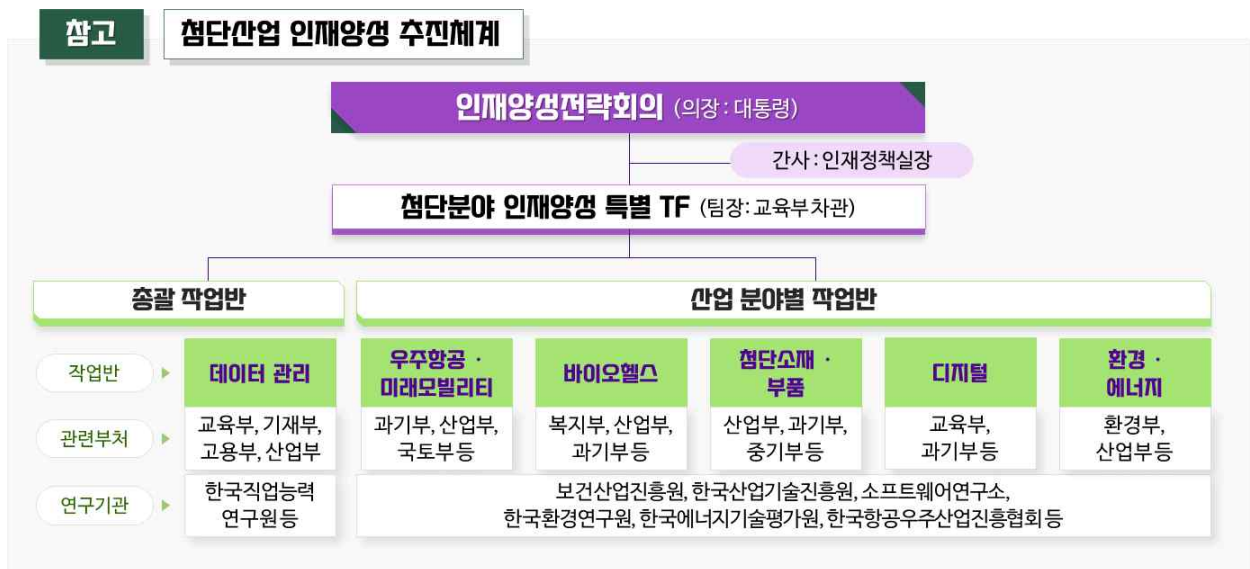 참고
첨단산업 인재양성 추진체계
인재양성전략회의 (의장 : 대통령)
간사 : 인재정책실장
첨단분야 인재양성 특별 TF (팀장: 교육부차관)
총괄 작업반
산업 분야별 작업반
작업반
데이터 관리
우주항공 ·
미래모빌리티
바이오헬스
첨단소재 ·
부품
디지털
환경 ·
에너지
관련부처
교육부, 기재부,
고용부, 산업부
과기부, 산업부,
국토부등
복지부, 산업부,
과기부등
산업부, 과기부,
중기부등
교육부,
과기부등
환경부,
산업부등
연구기관
한국직업능력
연구원등
보건산업진흥원, 한국산업기술진흥원, 소프트웨어연구소,
한국환경연구원, 한국에너지기술평가원, 한국항공우주산업진흥협회등